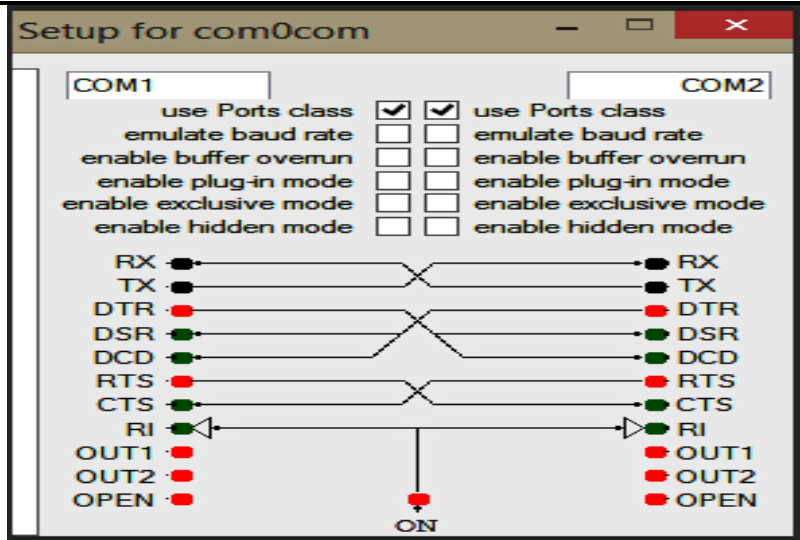 Setup for com0com
COM1 COM2
use Ports class use Ports class
emulate baud rate emulate baud rate
enable buffer overrun enable buffer overrun
enable plug-in mode enable plug-in mode
enable exclusive mode enable exclusive mode
enable hidden mode enable hidden mode
RX RX
TX TX
DTR DTR
DSR DSR
DCD DCD
RTS RTS
CTS CTS
RI RI
OUT1 OUT1
OUT2 OUT2
OPEN OPEN
ON